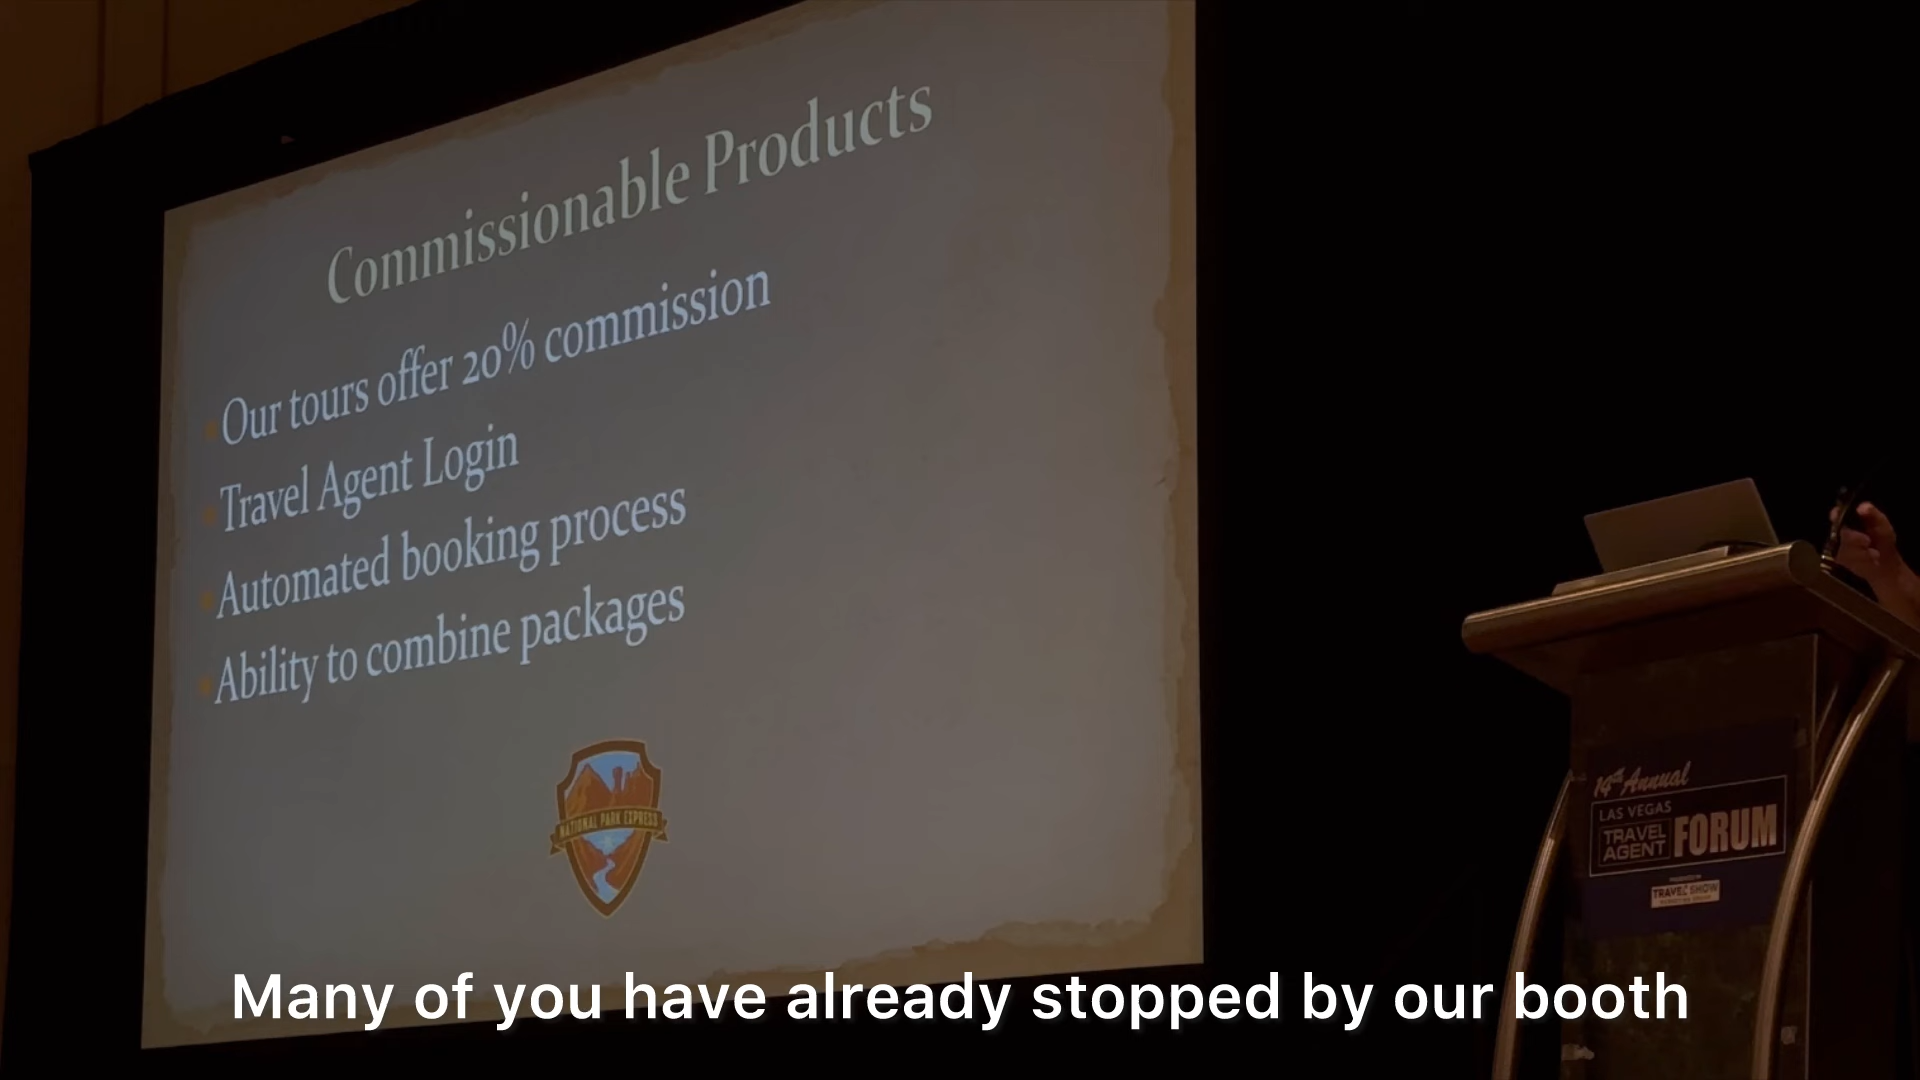 Commissionable Products
Our tours offer 20% commission
Travel Agent Login
Automated booking process
Ability to combine packages
NATIONAL PARK EXPRESS
14th Annual
LAS VEGAS
TRAVEL
AGENT
FORUM
TRAVEL SHOW
Many of you have already stopped by our booth